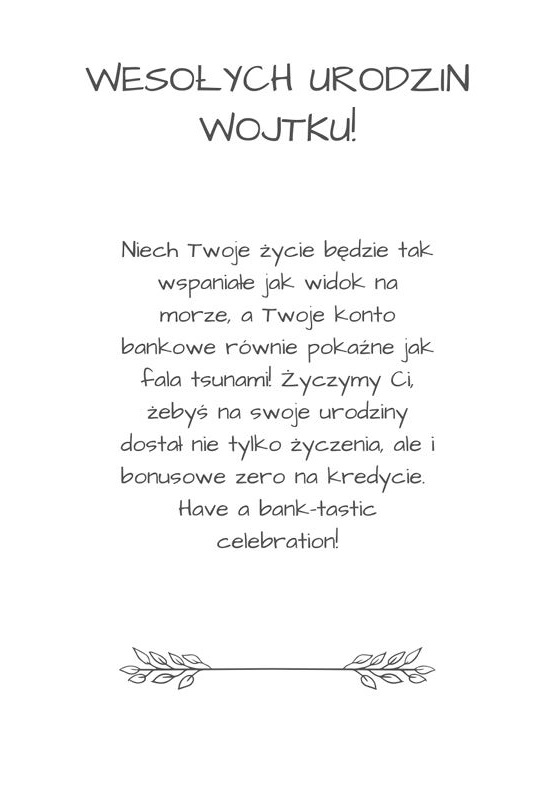 WESOŁYCH URODZIN
WOJTKU!
Niech Twoje życie będzie tak
wspaniałe jak widok na
morze, a Twoje konto
bankowe równie pokaźne jak
fala tsunami! Życzymy Ci,
żebyś na swoje urodziny
dostał nie tylko życzenia, ale i
bonusowe zero na kredycie.
Have a bank-tastic
celebration!